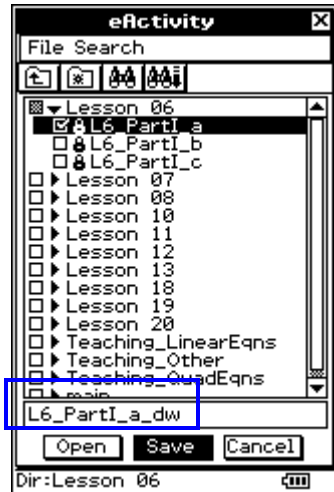 eActivity
File Search
Lesson 06
L6_PartI_a
L6_PartI_b
L6_PartI_c
Lesson 07
Lesson 08
Lesson 10
Lesson 11
Lesson 12
Lesson 13
Lesson 18
Lesson 19
Lesson 20
Teaching_LinearEqns
Teaching_Other
Teaching_QuadEqns
main
L6_PartI_a_dw
Open Save Cancel
Dir:Lesson 06